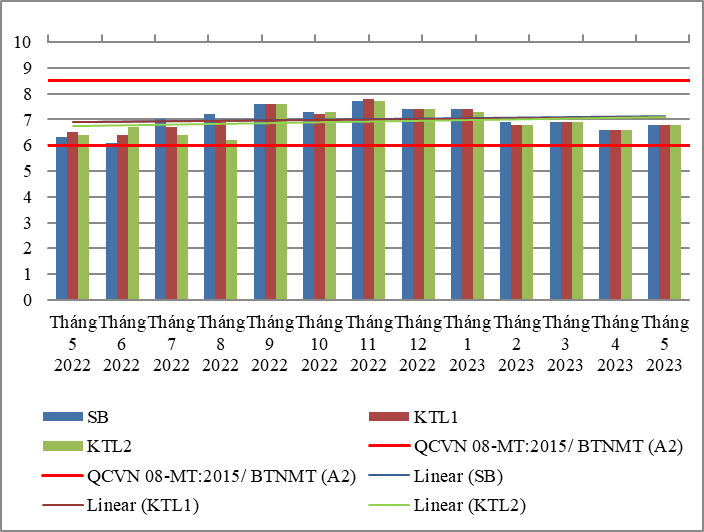 10
9
8
7
6
5
4
3
2
1
0
Tháng Tháng Tháng Tháng Tháng Tháng Tháng Tháng Tháng Tháng Tháng Tháng Tháng
5 6 7 8 9 10 11 12 1 2 3 4 5
2022 2022 2022 2022 2022 2022 2022 2022 2023 2023 2023 2023 2023
SB KTL1
KTL2 QCVN 08-MT:2015/ BTNMT (A2)
QCVN 08-MT:2015/ BTNMT (A2) Linear (SB)
Linear (KTL1) Linear (KTL2)